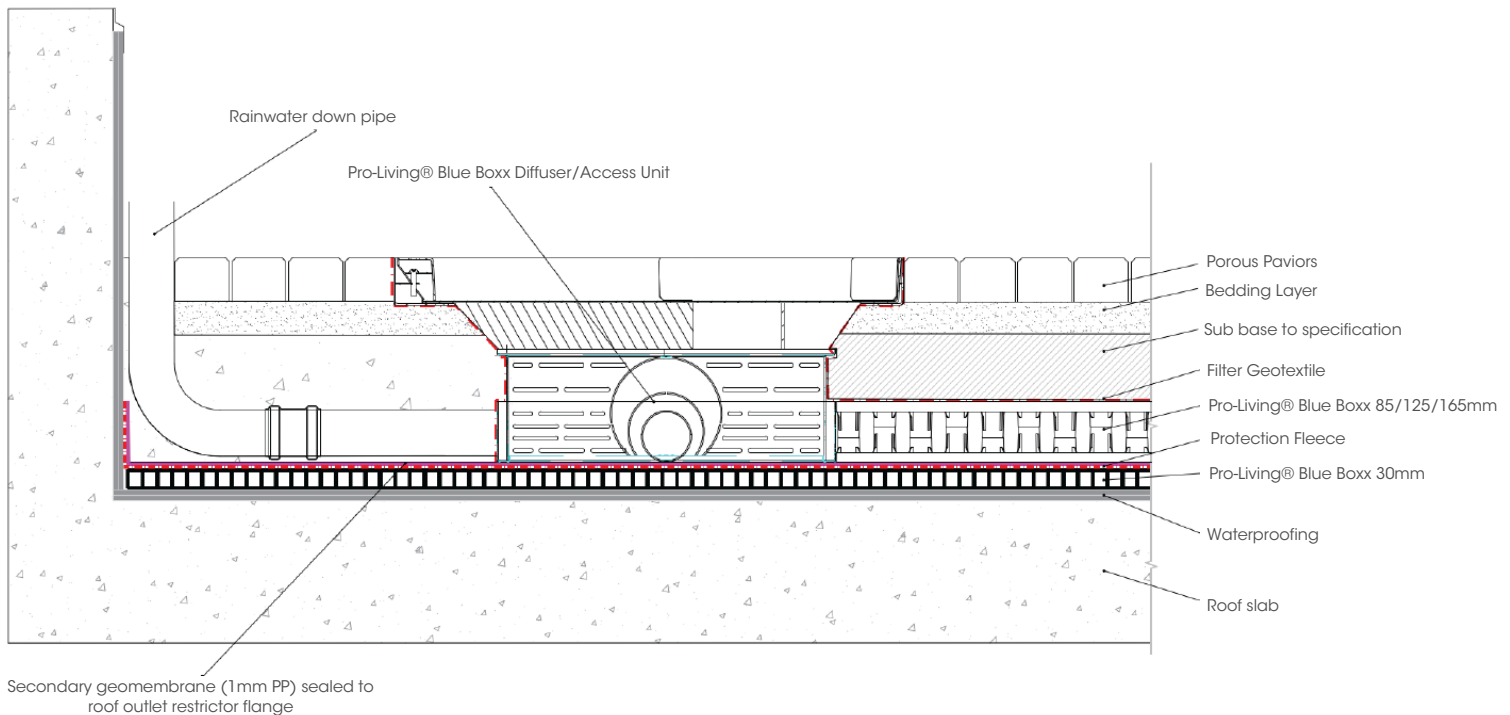 Rainwater down pipe
Pro-Living® Blue Boxx Diffuser/Access Unit
Porous Paviors
Bedding Layer
Sub base to specification
Filter Geotextile
Pro-Living® Blue Boxx 85/125/165mm
Protection Fleece
Pro-Living® Blue Boxx 30mm
Waterproofing
Roof slab
Secondary geomembrane (1mm PP) sealed to
roof outlet restrictor flange